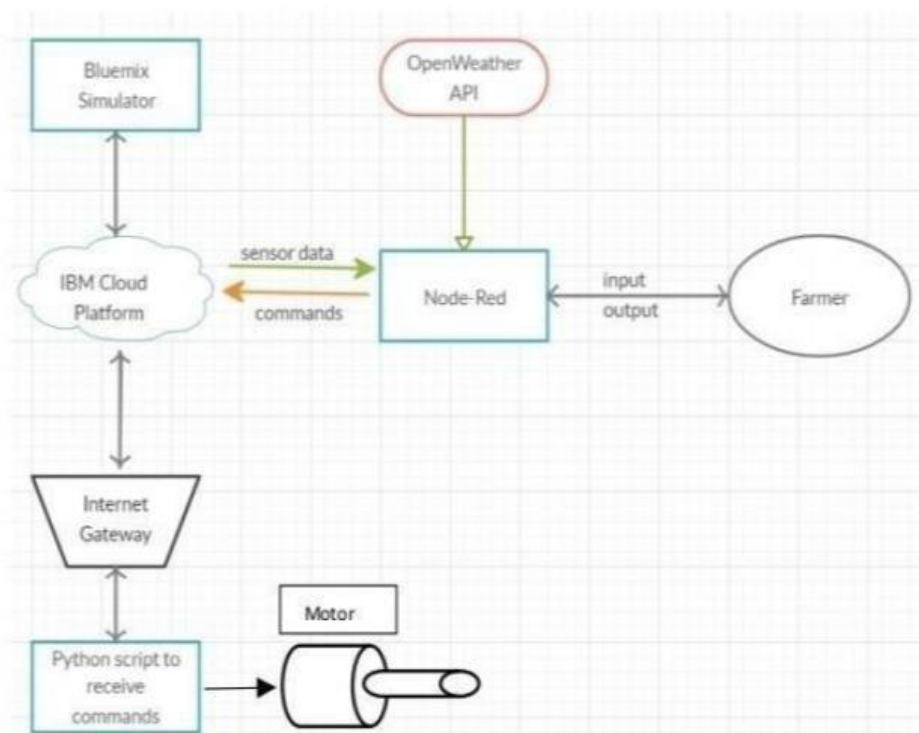 Bluemix
Simulator
OpenWeather
API
IBM Cloud
Platform
sensor data
commands
Node-Red
input
output
Farmer
Internet
Gateway
Motor
Python script to
receive
commands